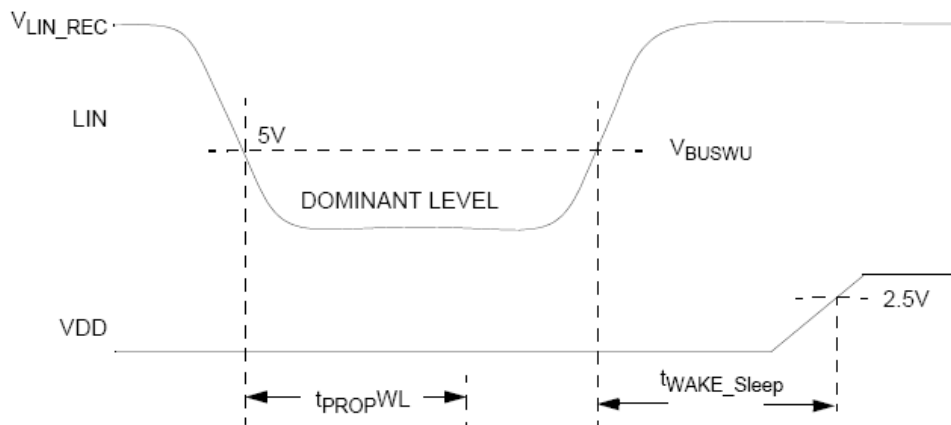 VLIN_REC
LIN
5V
VBUSWU
DOMINANT LEVEL
VDD
2.5V
tPROPWL
tWAKE_Sleep